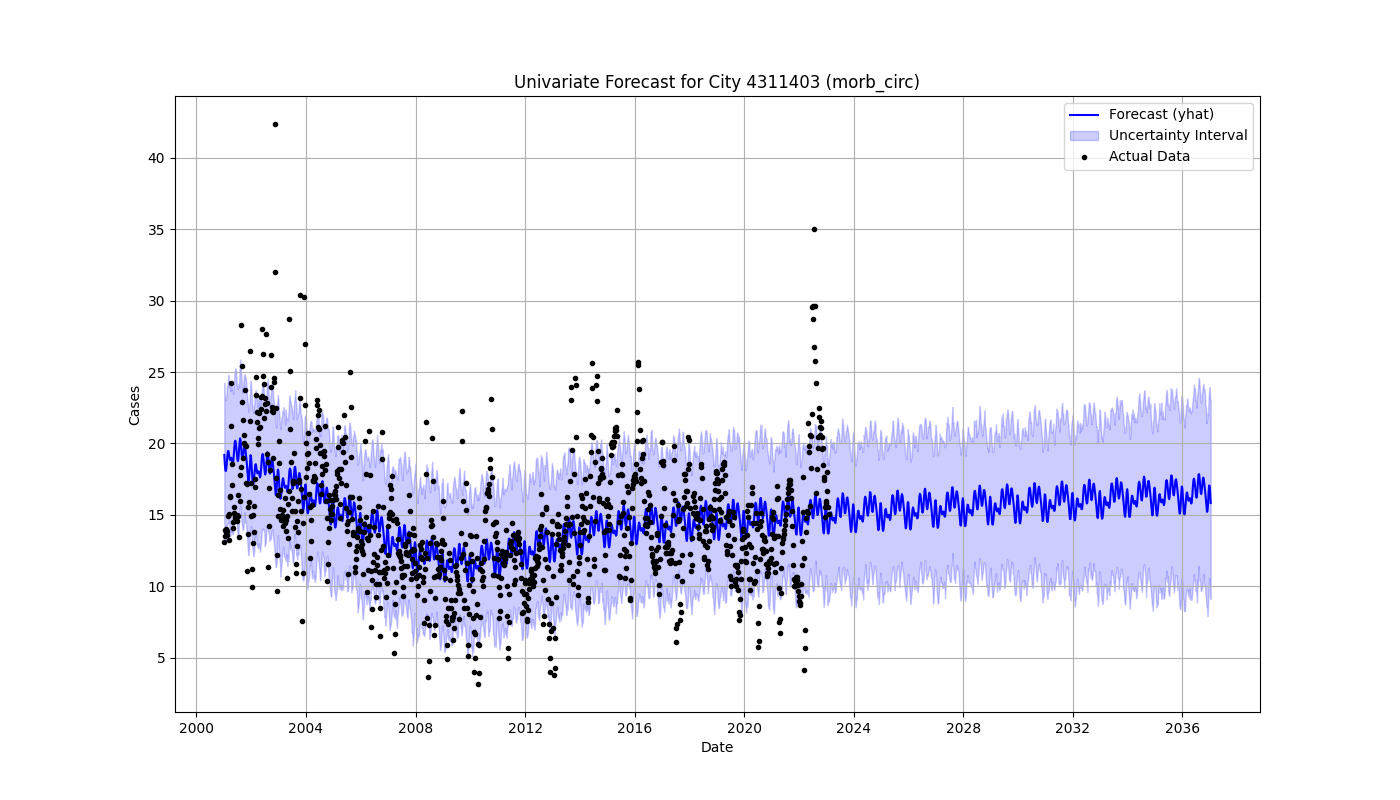 Univariate Forecast for City 4311403 (morb_circ)
Forecast (yhat)
Uncertainty Interval
Actual Data
Cases
40
35
30
25
20
15
10
5
2000 2004 2008 2012 2016 2020 2024 2028 2032 2036
Date